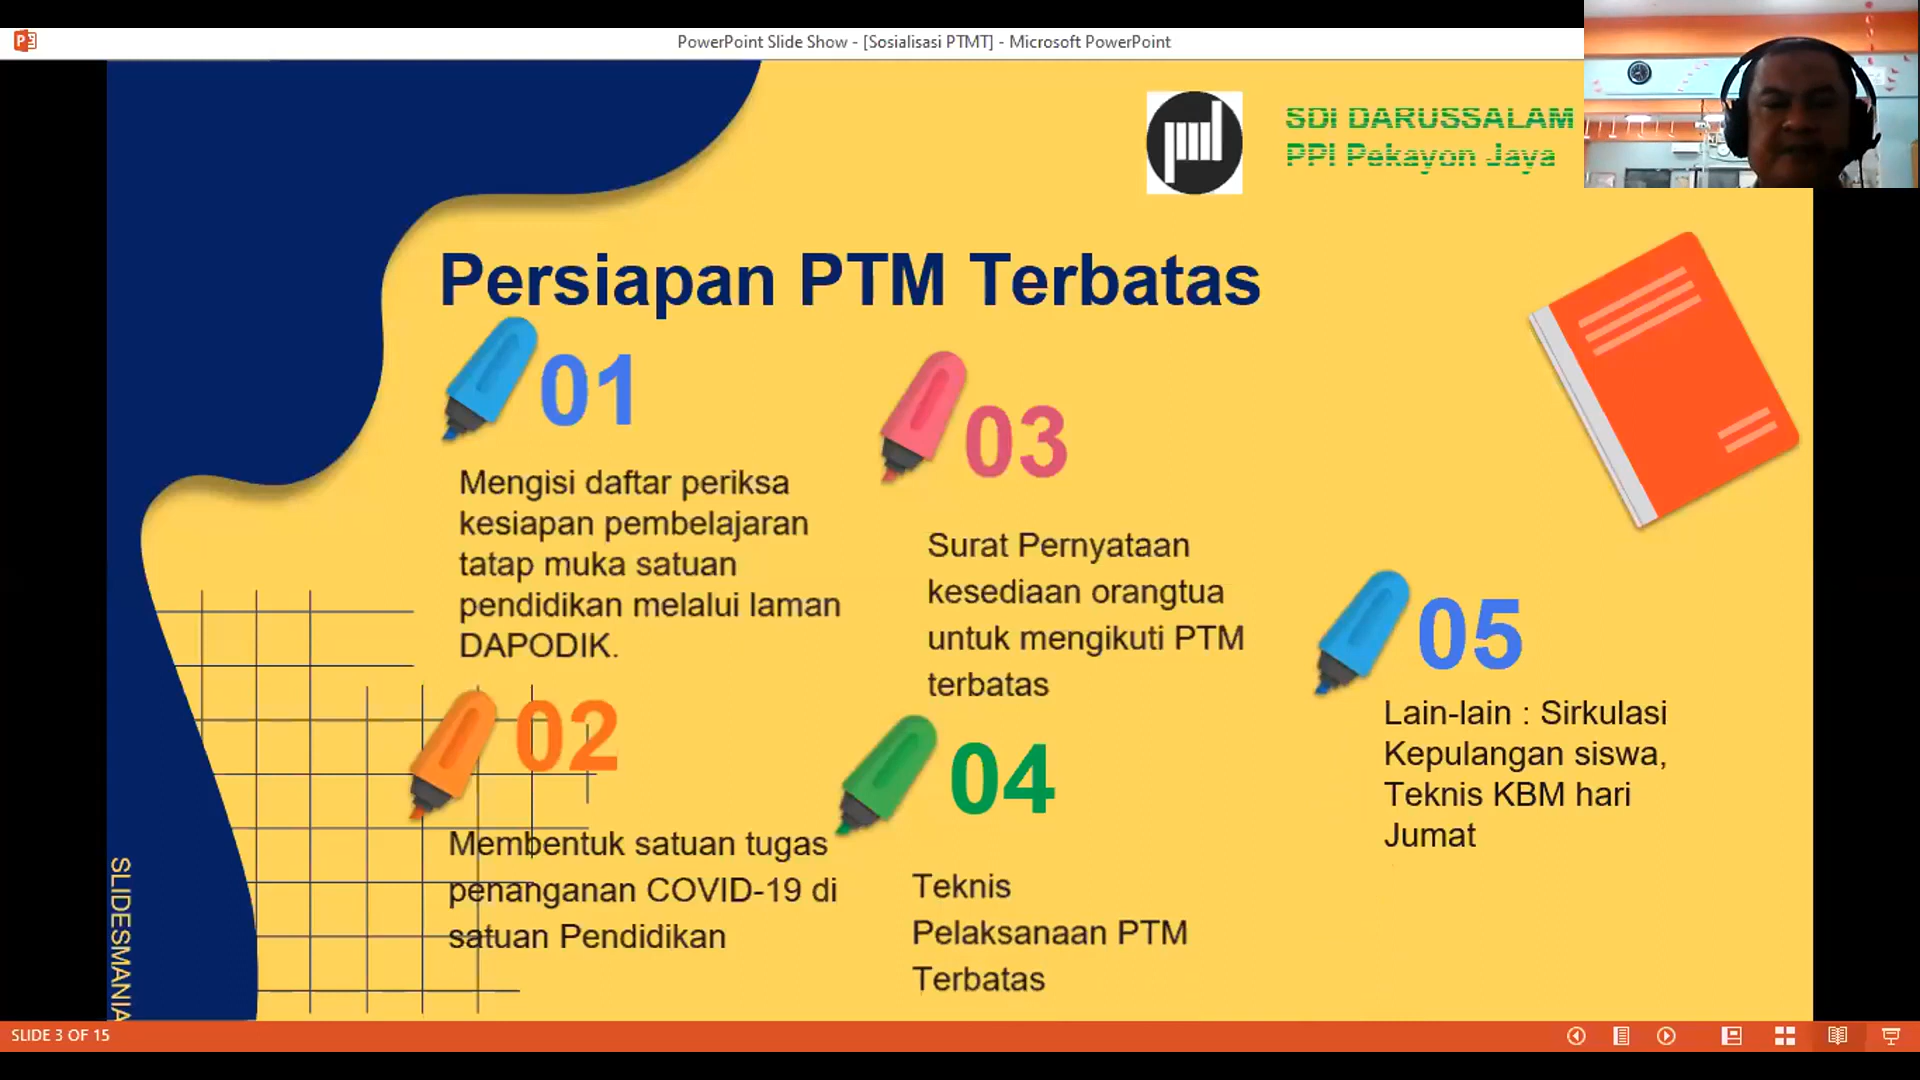 PowerPoint Slide Show - [Sosialisasi PTMT] - Microsoft PowerPoint
SDI DARUSSALAM
PPI Pekayon Jaya
Persiapan PTM Terbatas
01
Mengisi daftar periksa
kesiapan pembelajaran
tatap muka satuan
pendidikan melalui laman
DAPODIK.
02
Membentuk satuan tugas
penanganan COVID-19 di
satuan Pendidikan
03
Surat Pernyataan
kesediaan orangtua
untuk mengikuti PTM
terbatas
04
Teknis
Pelaksanaan PTM
Terbatas
05
Lain-lain : Sirkulasi
Kepulangan siswa,
Teknis KBM hari
Jumat
SLIDESMANIA
SLIDE 3 OF 15